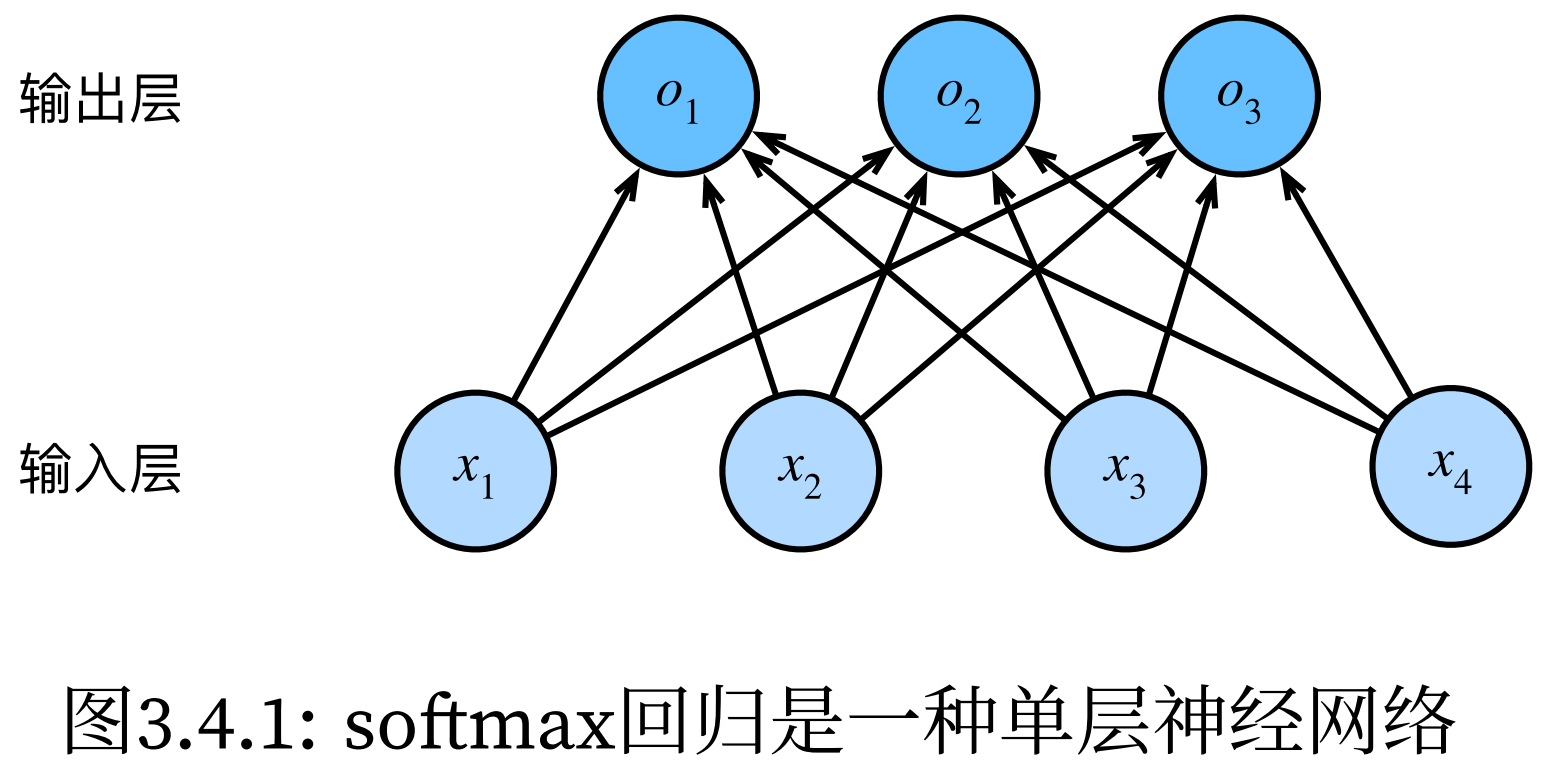 输出层 o1 o2 o3
输入层 x1 x2 x3 x4
图3.4.1: softmax回归是一种单层神经网络